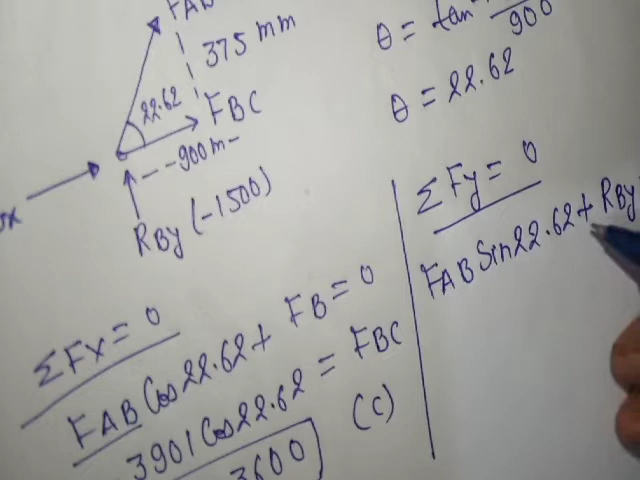 FAB
375 mm
22.62
FBC
- -900m-
RBy (-1500)
θ = tan
900
θ = 22.62
ΣFy = 0
FAB Sin22.62 + RBy
ΣFx = 0
FAB Cos22.62 + FB = 0
3901 Cos22.62 = FBC
3600 (C)